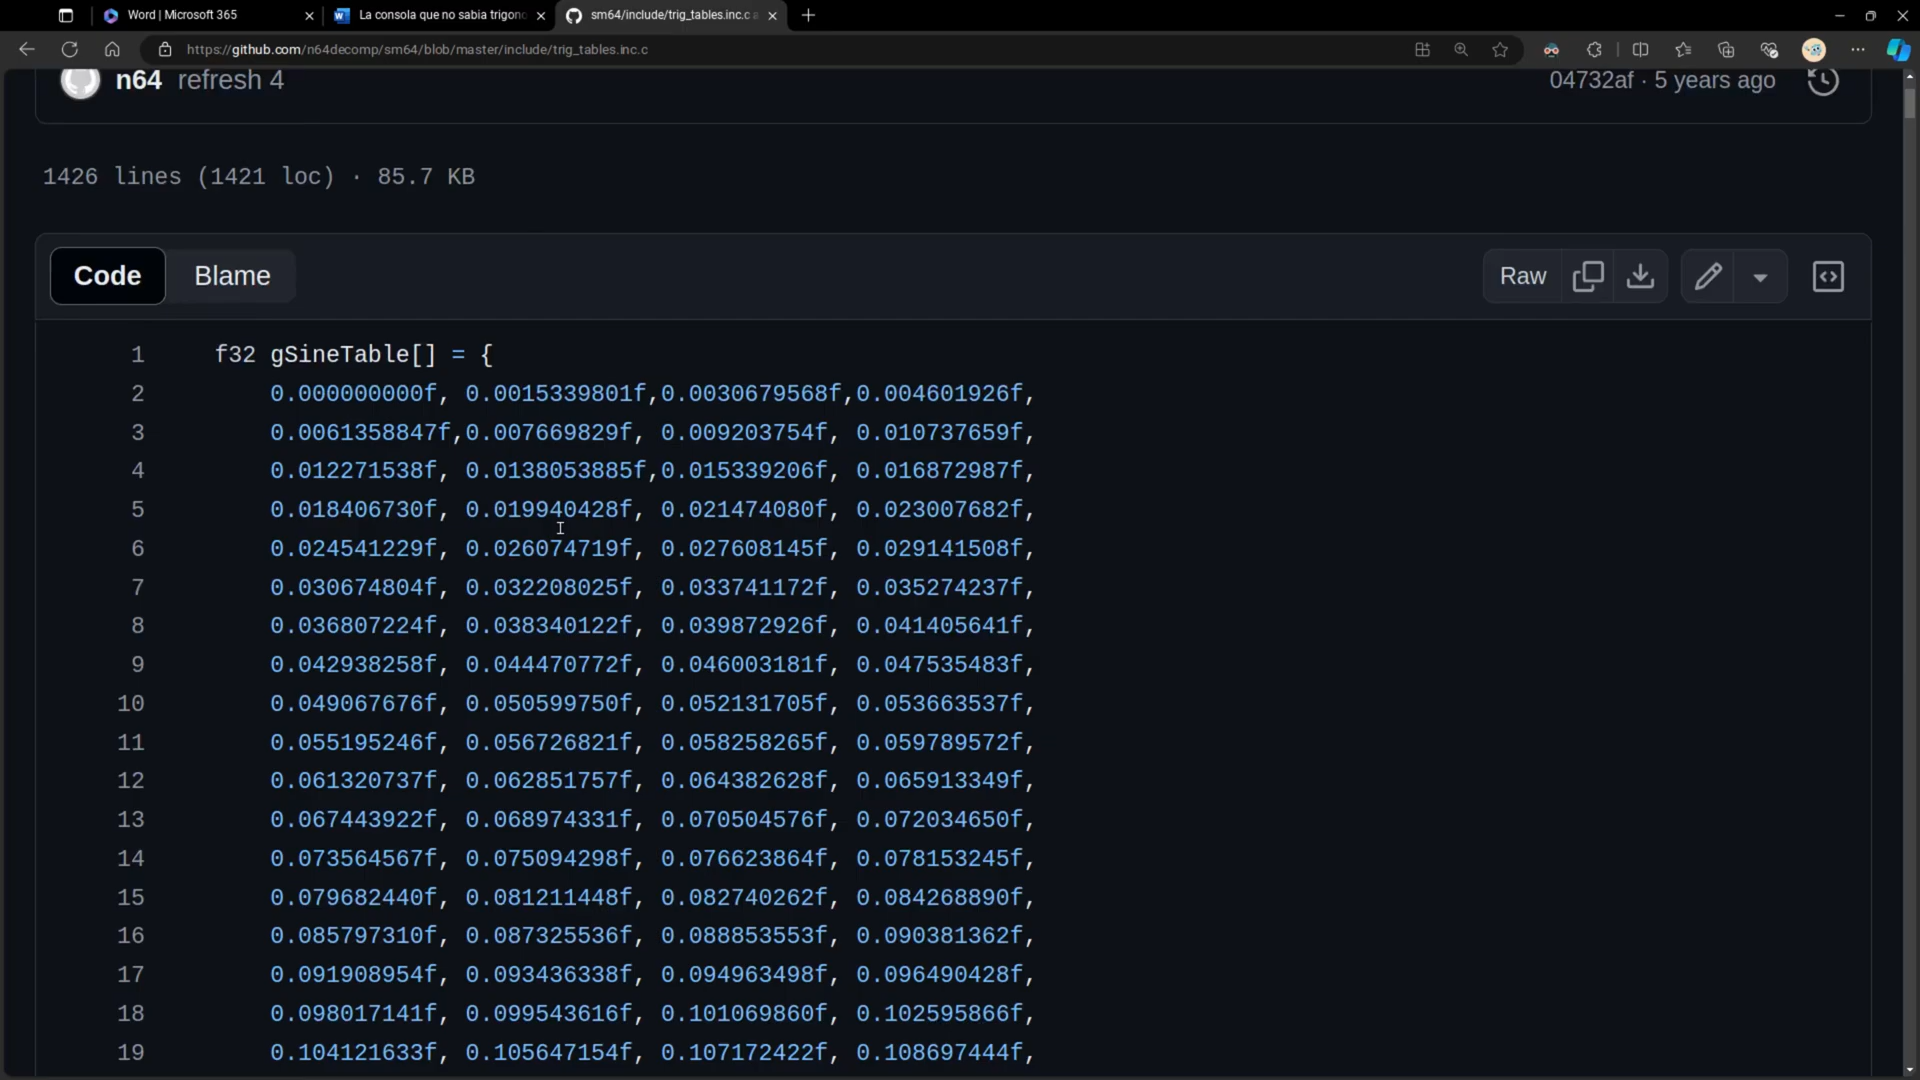 Word | Microsoft 365
La consola que no sabia trigono
sm64/include/trig_tables.inc.c a
https://github.com/n64decomp/sm64/blob/master/include/trig_tables.inc.c
n64 refresh 4
04732af · 5 years ago
1426 lines (1421 loc) · 85.7 KB
Code Blame Raw
1 f32 gSineTable[] = {
2 0.000000000f, 0.0015339801f,0.0030679568f,0.004601926f,
3 0.0061358847f,0.007669829f, 0.009203754f, 0.010737659f,
4 0.012271538f, 0.0138053885f,0.015339206f, 0.016872987f,
5 0.018406730f, 0.019940428f, 0.021474080f, 0.023007682f,
6 0.024541229f, 0.026074719f, 0.027608145f, 0.029141508f,
7 0.030674804f, 0.032208025f, 0.033741172f, 0.035274237f,
8 0.036807224f, 0.038340122f, 0.039872926f, 0.041405641f,
9 0.042938258f, 0.044470772f, 0.046003181f, 0.047535483f,
10 0.049067676f, 0.050599750f, 0.052131705f, 0.053663537f,
11 0.055195246f, 0.056726821f, 0.058258265f, 0.059789572f,
12 0.061320737f, 0.062851757f, 0.064382628f, 0.065913349f,
13 0.067443922f, 0.068974331f, 0.070504576f, 0.072034650f,
14 0.073564567f, 0.075094298f, 0.076623864f, 0.078153245f,
15 0.079682440f, 0.081211448f, 0.082740262f, 0.084268890f,
16 0.085797310f, 0.087325536f, 0.088853553f, 0.090381362f,
17 0.091908954f, 0.093436338f, 0.094963498f, 0.096490428f,
18 0.098017141f, 0.099543616f, 0.101069860f, 0.102595866f,
19 0.104121633f, 0.105647154f, 0.107172422f, 0.108697444f,